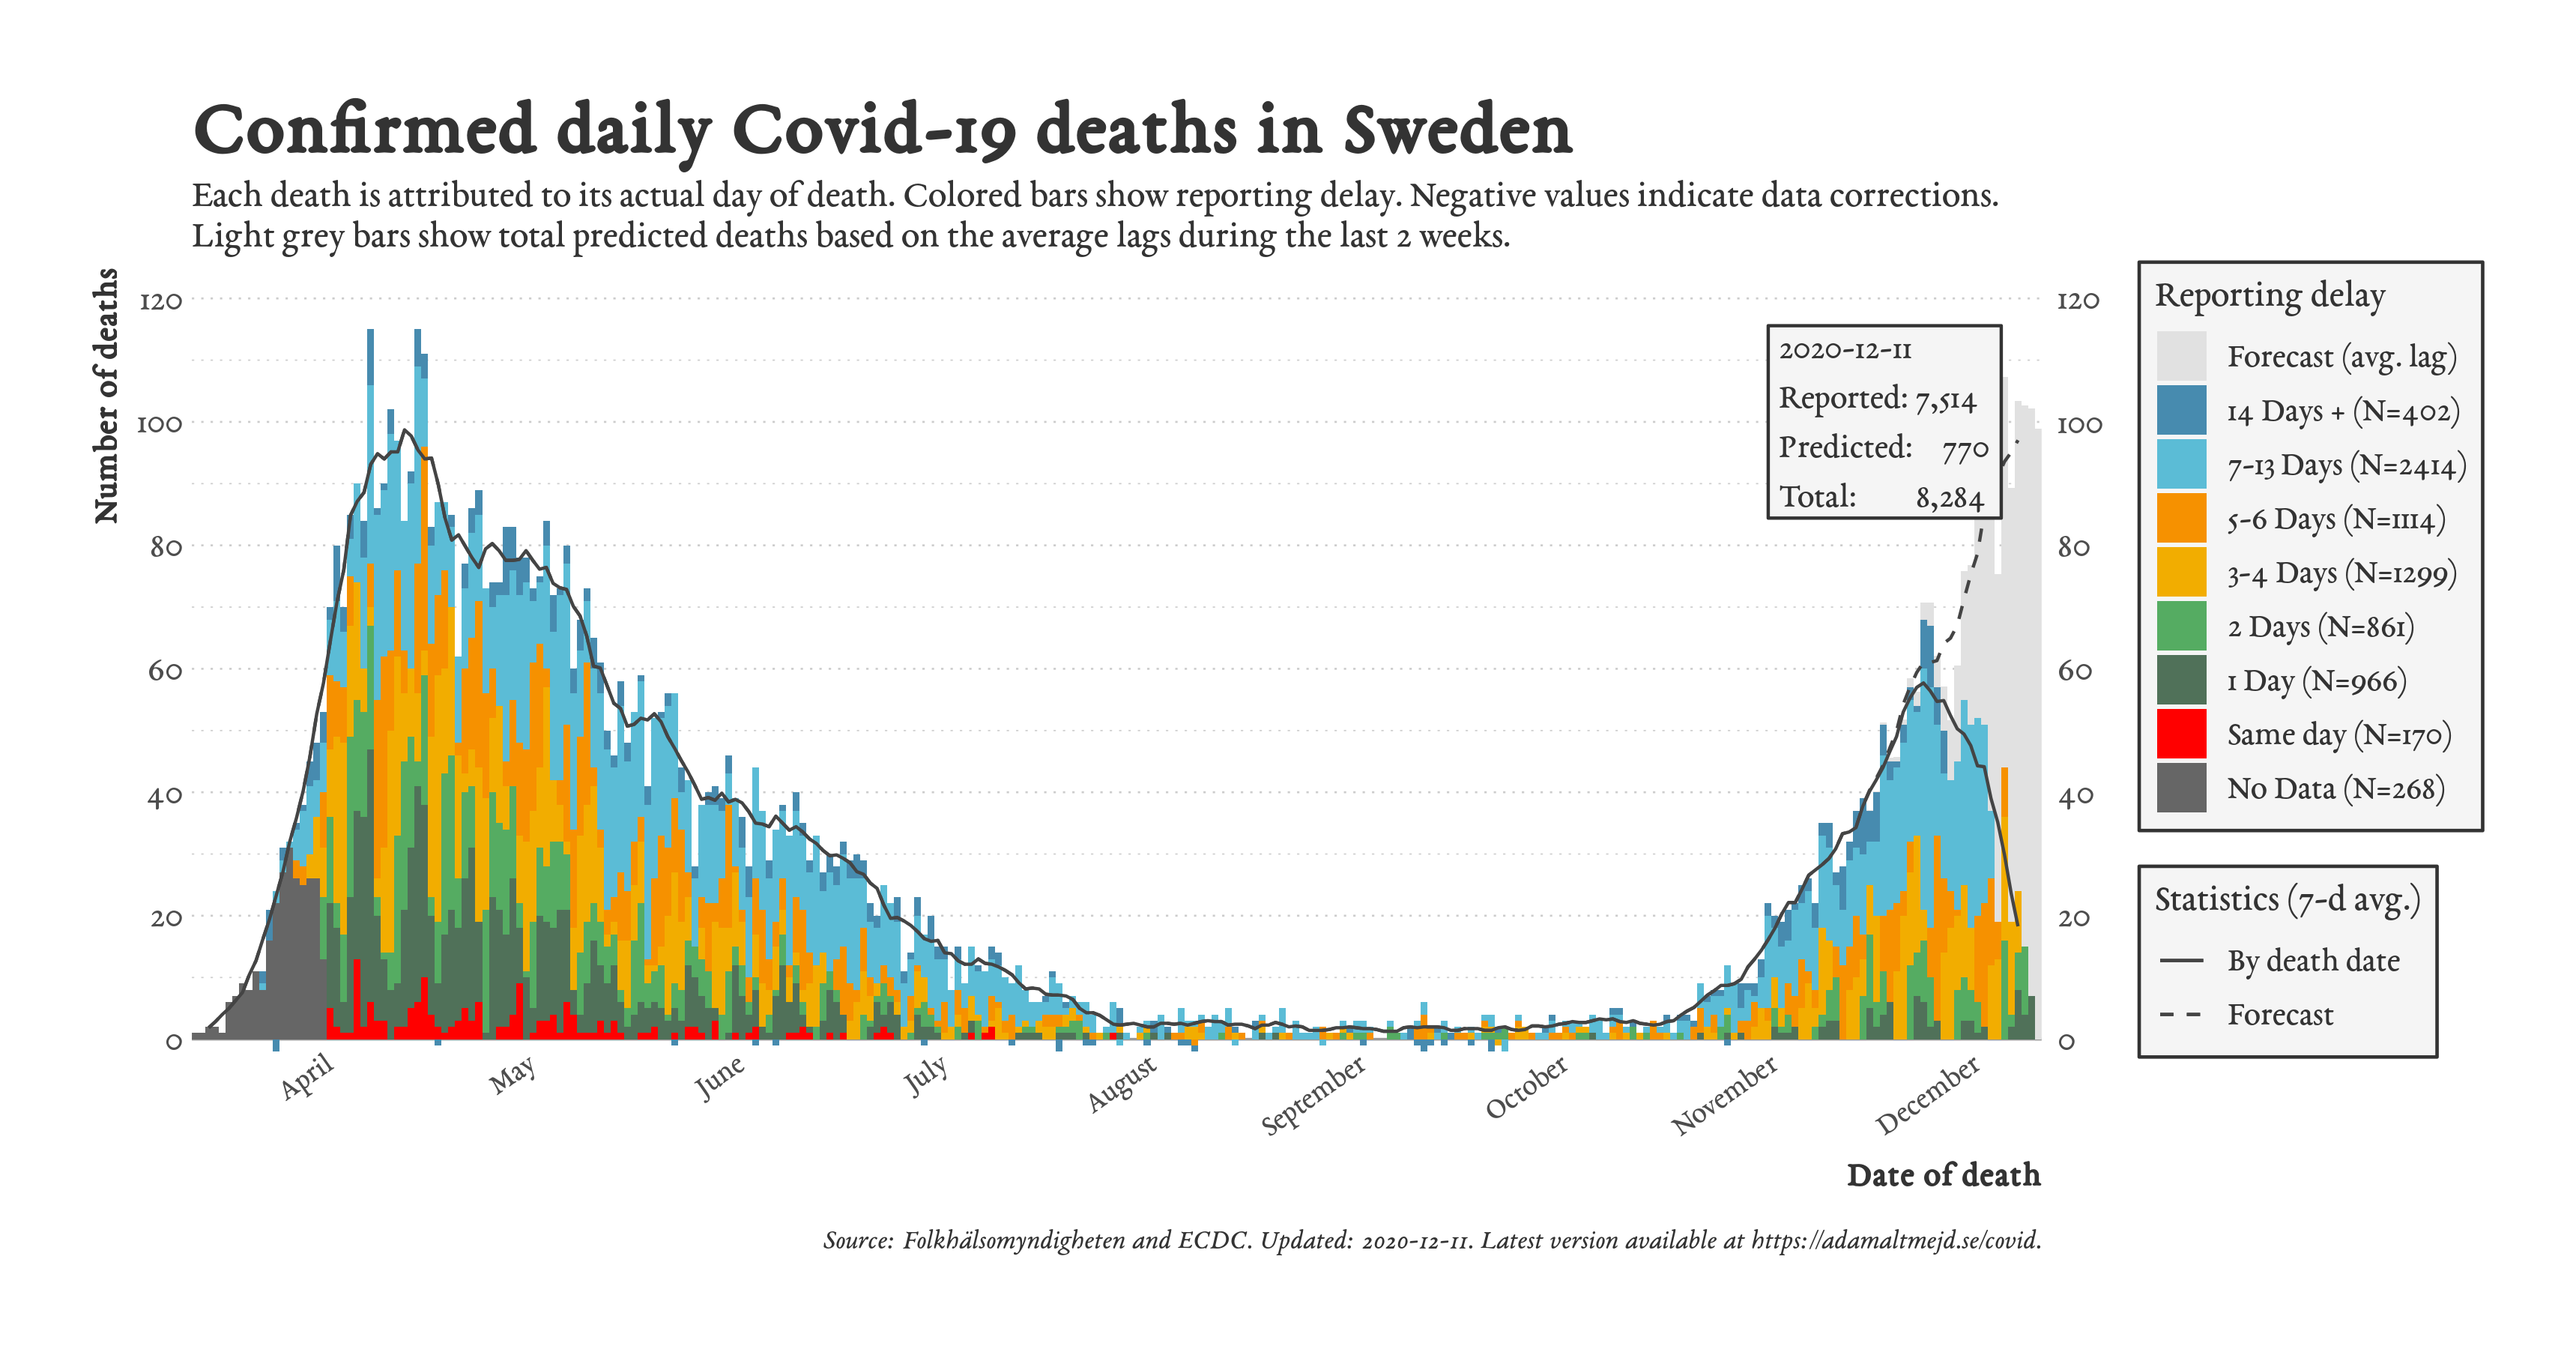 Confirmed daily Covid-19 deaths in Sweden
Each death is attributed to its actual day of death. Colored bars show reporting delay. Negative values indicate data corrections.
Light grey bars show total predicted deaths based on the average lags during the last 2 weeks.
Number of deaths
120
100
80
60
40
20
0
120
100
80
60
40
20
0
2020-12-11
Reported: 7,514
Predicted: 770
Total: 8,284
April
May
June
July
August
September
October
November
December
Date of death
Reporting delay
Forecast (avg. lag)
14 Days + (N=402)
7-13 Days (N=2414)
5-6 Days (N=1114)
3-4 Days (N=1299)
2 Days (N=861)
1 Day (N=966)
Same day (N=170)
No Data (N=268)
Statistics (7-d avg.)
By death date
Forecast
Source: Folkhälsomyndigheten and ECDC. Updated: 2020-12-11. Latest version available at https://adamaltmejd.se/covid.